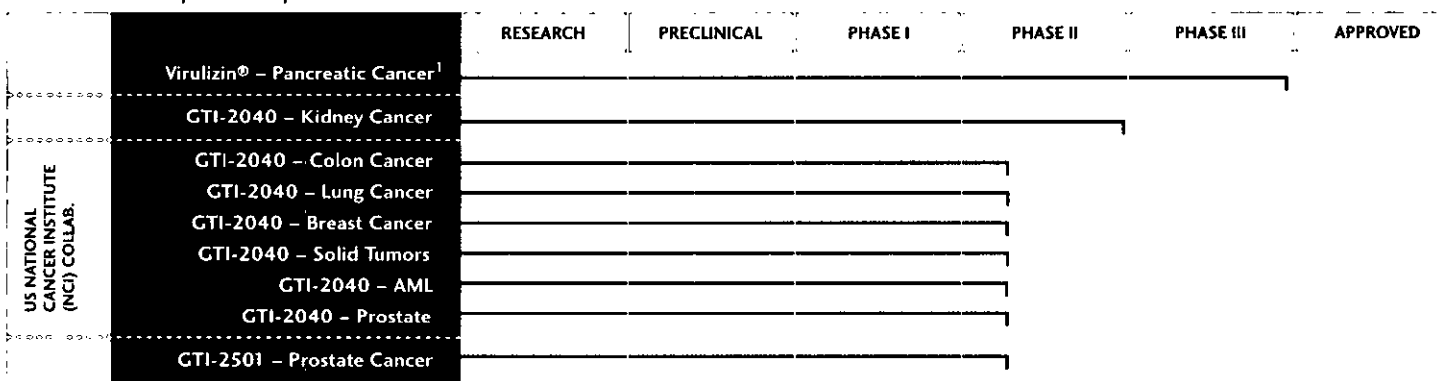 RESEARCH PRECLINICAL PHASE I PHASE II PHASE III APPROVED
Virulizin® – Pancreatic Cancer1
GTI-2040 – Kidney Cancer
US NATIONAL
CANCER INSTITUTE
(NCI) COLLAB.
GTI-2040 – Colon Cancer
GTI-2040 – Lung Cancer
GTI-2040 – Breast Cancer
GTI-2040 – Solid Tumors
GTI-2040 – AML
GTI-2040 – Prostate
GTI-2501 – Prostate Cancer